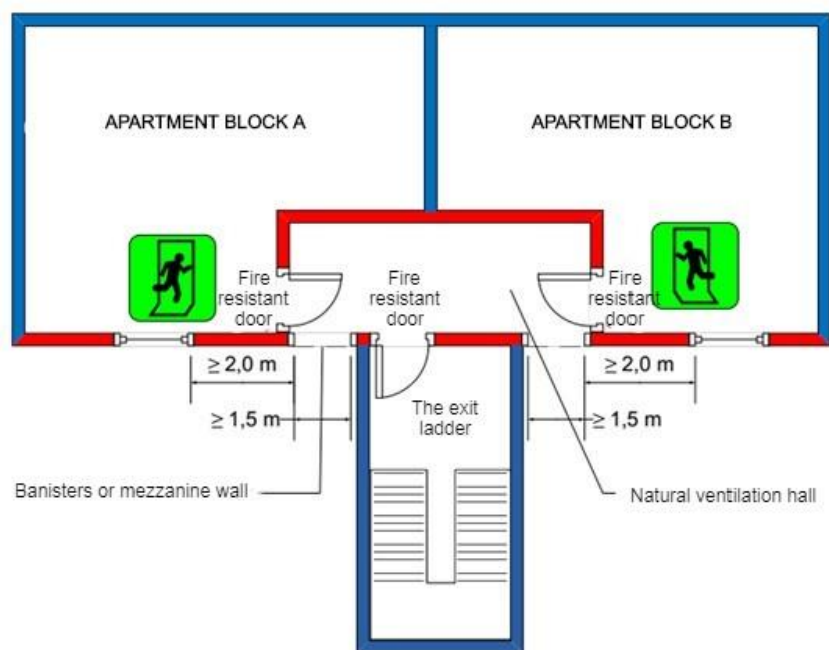 APARTMENT BLOCK A
APARTMENT BLOCK B
Fire
resistant
door
Fire
resistant
door
Fire
resistant
door
≥ 2,0 m
≥ 2,0 m
≥ 1,5 m
The exit
ladder
≥ 1,5 m
Banisters or mezzanine wall
Natural ventilation hall